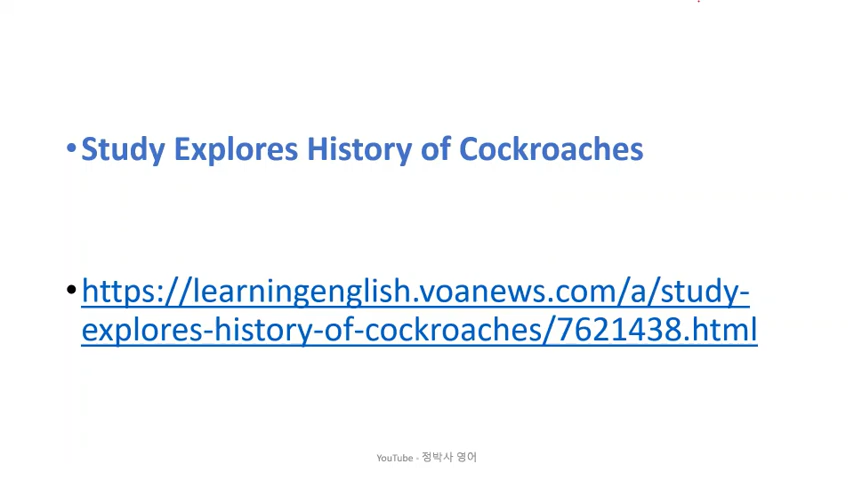 •Study Explores History of Cockroaches
•https://learningenglish.voanews.com/a/study-
explores-history-of-cockroaches/7621438.html
YouTube - 정박사 영어